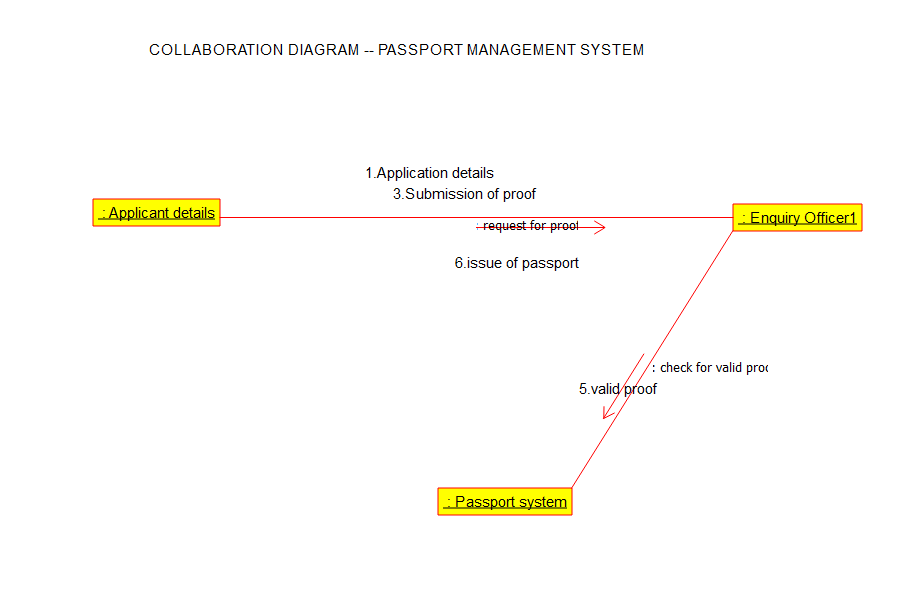 COLLABORATION DIAGRAM -- PASSPORT MANAGEMENT SYSTEM
1.Application details
3.Submission of proof
: Applicant details
: Enquiry Officer1
: request for proof
6.issue of passport
: check for valid proo
5.valid proof
: Passport system